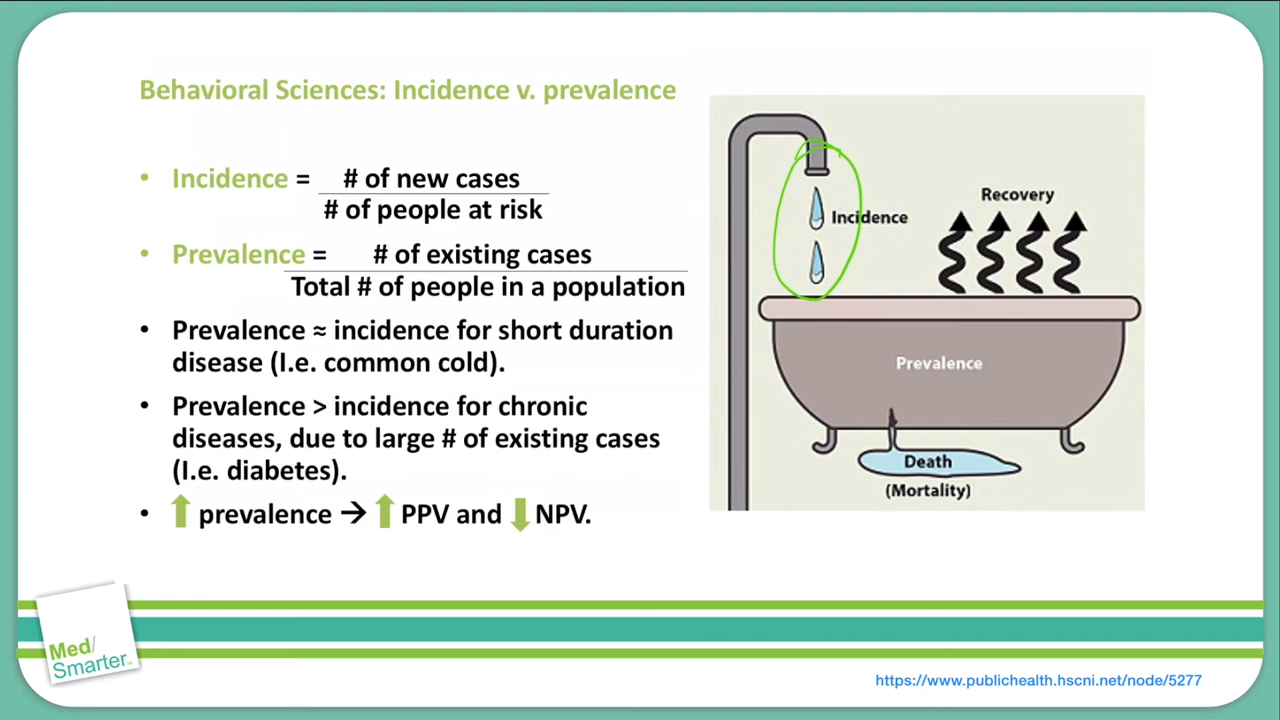 Behavioral Sciences: Incidence v. prevalence
• Incidence = # of new cases
# of people at risk
• Prevalence = # of existing cases
Total # of people in a population
• Prevalence ≈ incidence for short duration
disease (I.e. common cold).
• Prevalence > incidence for chronic
diseases, due to large # of existing cases
(I.e. diabetes).
• ↑ prevalence → ↑ PPV and ↓ NPV.
Recovery
Incidence
Prevalence
Death
(Mortality)
Med/
Smarter
https://www.publichealth.hscni.net/node/5277